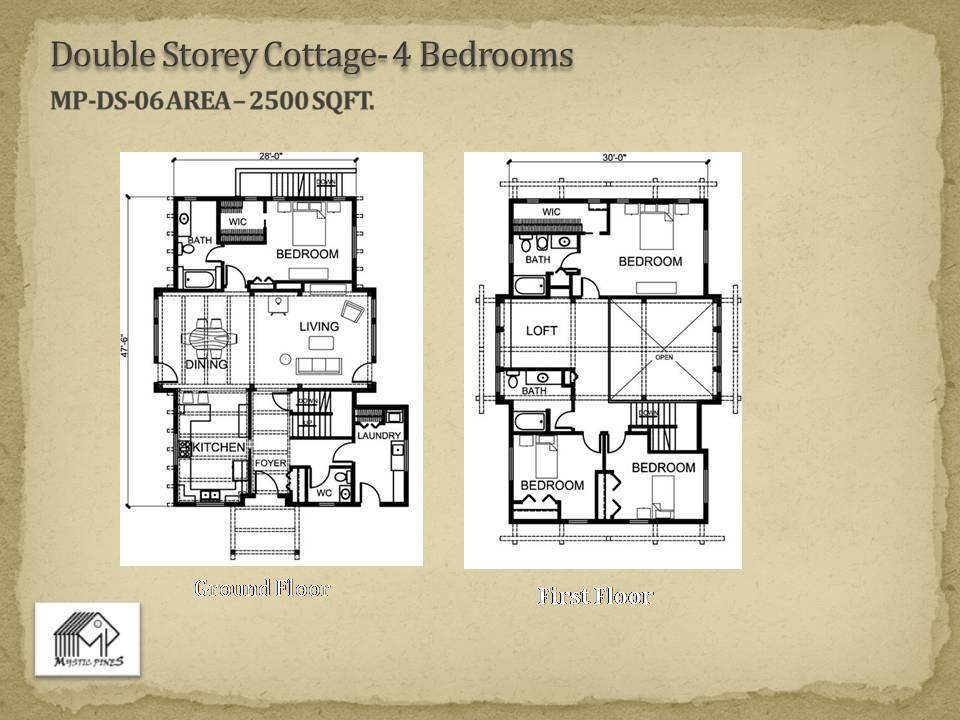 Double Storey Cottage- 4 Bedrooms
MP-DS-06 AREA – 2500 SQFT.
28'-0"
DOWN
WIC
BATH
BEDROOM
47'-6"
LIVING
DINING
DOWN
UP
LAUNDRY
KITCHEN
FOYER
WC
Ground Floor
30'-0"
WIC
BATH
BEDROOM
LOFT
OPEN
BATH
DOWN
BEDROOM
BEDROOM
First Floor
MP
MYSTIC PINES